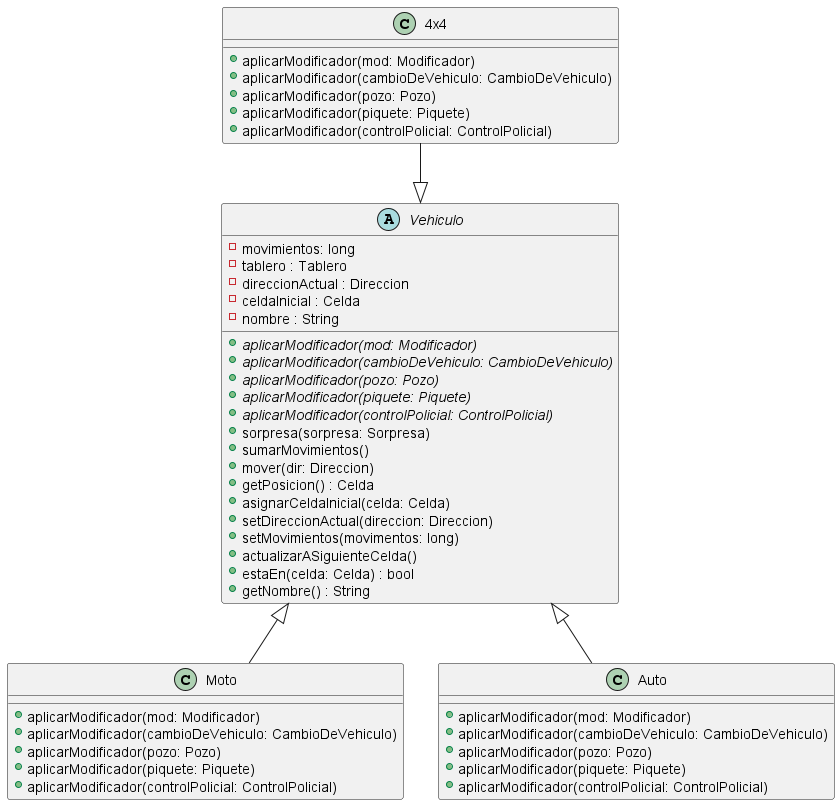 C 4x4
aplicarModificador(mod: Modificador)
aplicarModificador(cambioDeVehiculo: CambioDeVehiculo)
aplicarModificador(pozo: Pozo)
aplicarModificador(piquete: Piquete)
aplicarModificador(controlPolicial: ControlPolicial)
A Vehiculo
movimientos: long
tablero : Tablero
direccionActual : Direccion
celdaInicial : Celda
nombre : String
aplicarModificador(mod: Modificador)
aplicarModificador(cambioDeVehiculo: CambioDeVehiculo)
aplicarModificador(pozo: Pozo)
aplicarModificador(piquete: Piquete)
aplicarModificador(controlPolicial: ControlPolicial)
sorpresa(sorpresa: Sorpresa)
sumarMovimientos()
mover(dir: Direccion)
getPosicion() : Celda
asignarCeldaInicial(celda: Celda)
setDireccionActual(direccion: Direccion)
setMovimientos(movimentos: long)
actualizarASiguienteCelda()
estaEn(celda: Celda) : bool
getNombre() : String
C Moto
aplicarModificador(mod: Modificador)
aplicarModificador(cambioDeVehiculo: CambioDeVehiculo)
aplicarModificador(pozo: Pozo)
aplicarModificador(piquete: Piquete)
aplicarModificador(controlPolicial: ControlPolicial)
C Auto
aplicarModificador(mod: Modificador)
aplicarModificador(cambioDeVehiculo: CambioDeVehiculo)
aplicarModificador(pozo: Pozo)
aplicarModificador(piquete: Piquete)
aplicarModificador(controlPolicial: ControlPolicial)